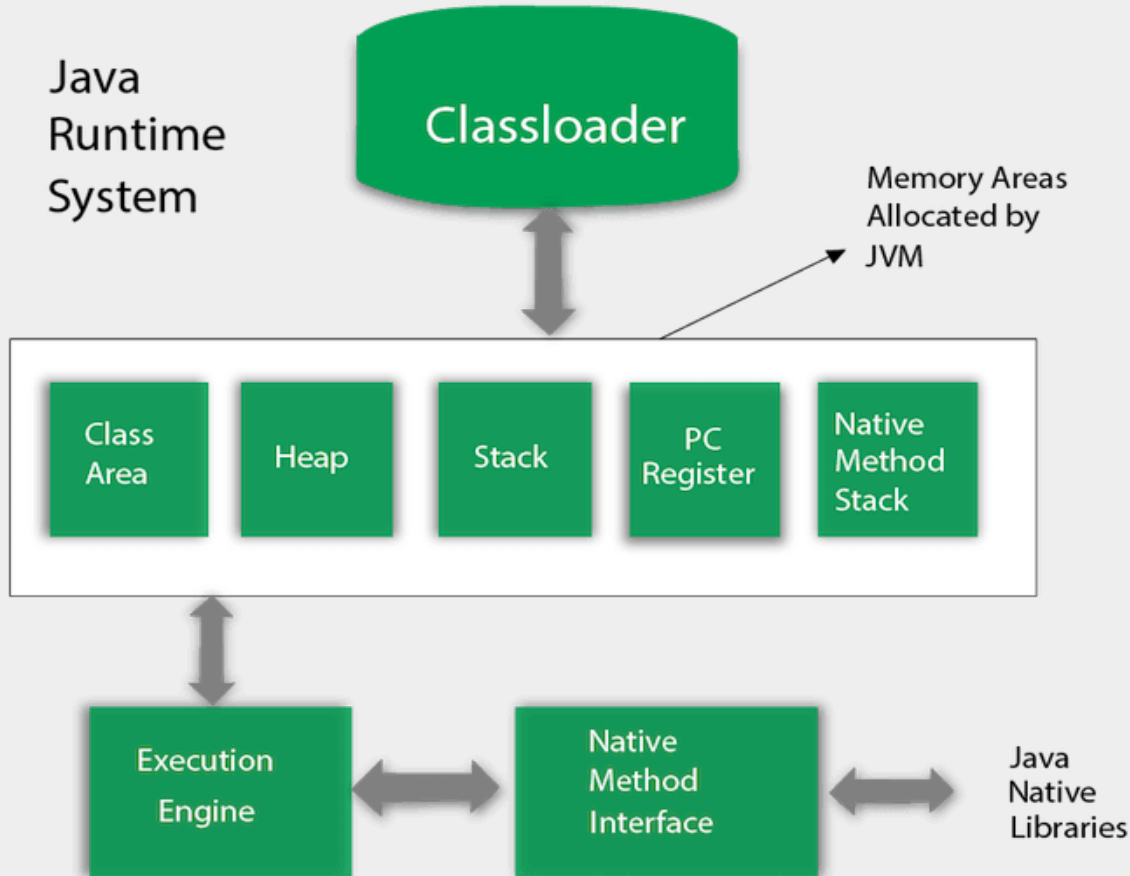 Java
Runtime
System
Classloader
Memory Areas
Allocated by
JVM
Class
Area
Heap
Stack
PC
Register
Native
Method
Stack
Execution
Engine
Native
Method
Interface
Java
Native
Libraries